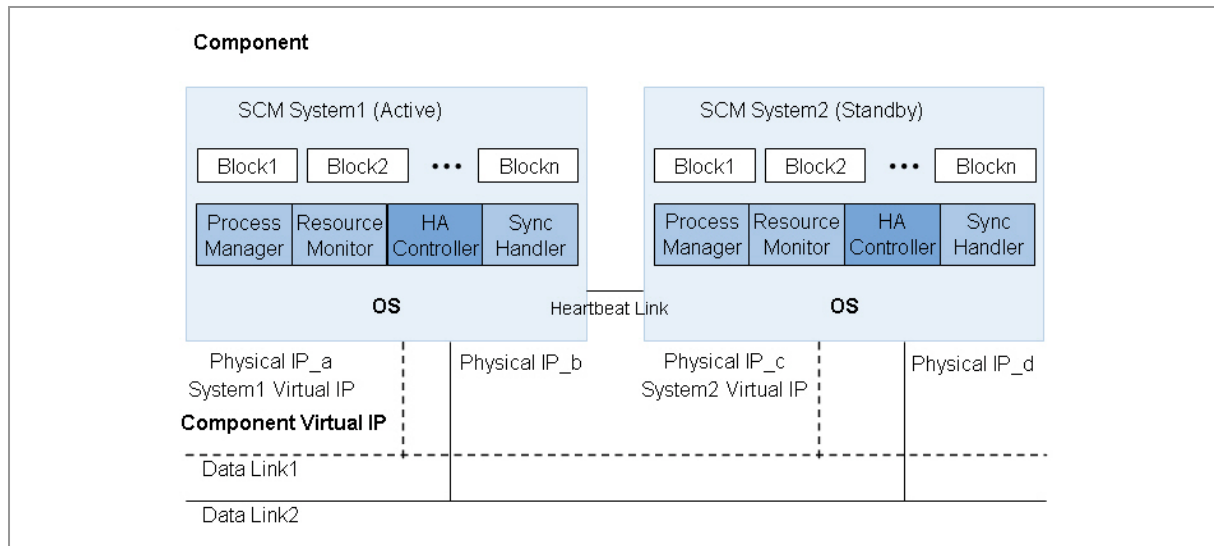 Component
SCM System1 (Active)
Block1 Block2 ••• Blockn
Process Manager
Resource Monitor
HA Controller
Sync Handler
OS
SCM System2 (Standby)
Block1 Block2 ••• Blockn
Process Manager
Resource Monitor
HA Controller
Sync Handler
OS
Heartbeat Link
Physical IP_a
System1 Virtual IP
Component Virtual IP
Physical IP_b
Physical IP_c
System2 Virtual IP
Physical IP_d
Data Link1
Data Link2